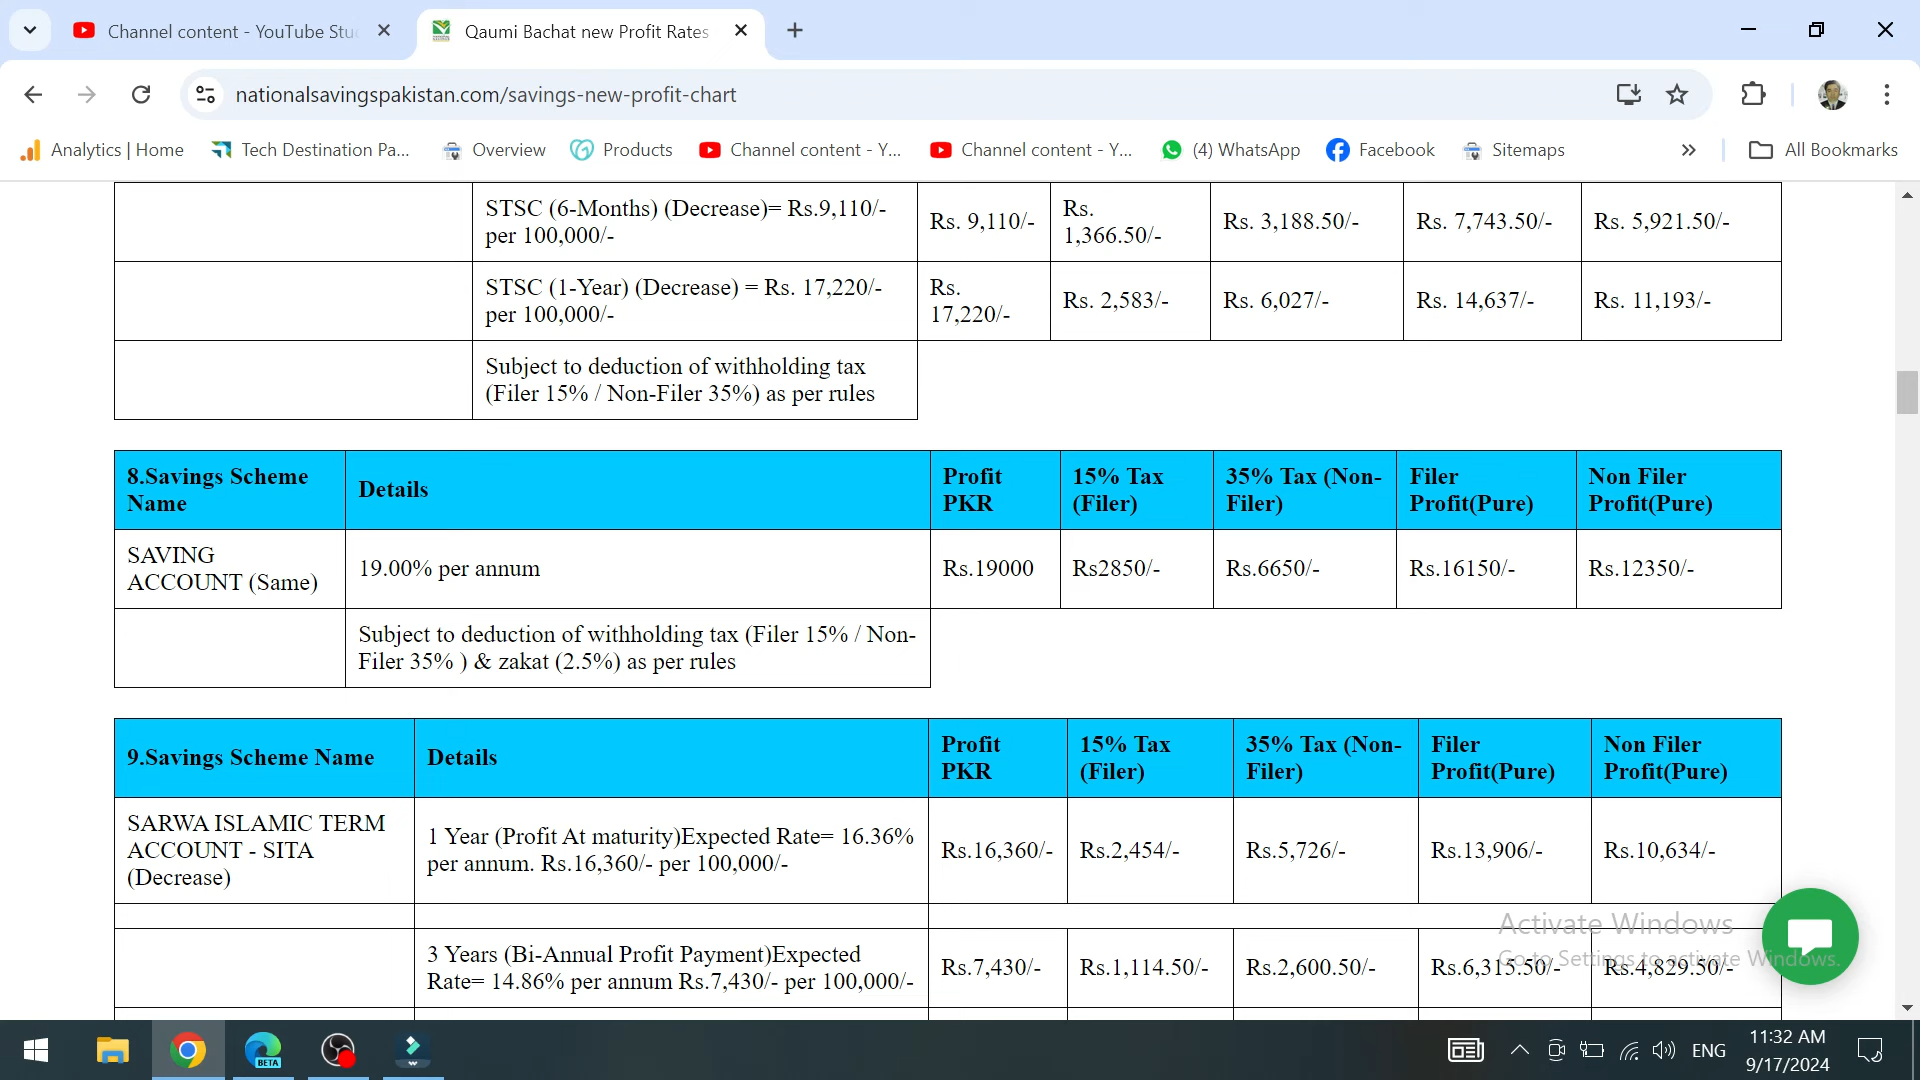 Channel content - YouTube Stu
Qaumi Bachat new Profit Rates
nationalsavingspakistan.com/savings-new-profit-chart
Analytics | Home
Tech Destination Pa...
Overview
Products
Channel content - Y...
Channel content - Y...
(4) WhatsApp
Facebook
Sitemaps
All Bookmarks
STSC (6-Months) (Decrease)= Rs.9,110/-
per 100,000/-
Rs. 9,110/-
Rs.
1,366.50/-
Rs. 3,188.50/-
Rs. 7,743.50/-
Rs. 5,921.50/-
STSC (1-Year) (Decrease) = Rs. 17,220/-
per 100,000/-
Rs.
17,220/-
Rs. 2,583/-
Rs. 6,027/-
Rs. 14,637/-
Rs. 11,193/-
Subject to deduction of withholding tax
(Filer 15% / Non-Filer 35%) as per rules
8.Savings Scheme
Name
Details
Profit
PKR
15% Tax
(Filer)
35% Tax (Non-
Filer)
Filer
Profit(Pure)
Non Filer
Profit(Pure)
SAVING
ACCOUNT (Same)
19.00% per annum
Rs.19000
Rs2850/-
Rs.6650/-
Rs.16150/-
Rs.12350/-
Subject to deduction of withholding tax (Filer 15% / Non-
Filer 35% ) & zakat (2.5%) as per rules
9.Savings Scheme Name
Details
Profit
PKR
15% Tax
(Filer)
35% Tax (Non-
Filer)
Filer
Profit(Pure)
Non Filer
Profit(Pure)
SARWA ISLAMIC TERM
ACCOUNT - SITA
(Decrease)
1 Year (Profit At maturity)Expected Rate= 16.36%
per annum. Rs.16,360/- per 100,000/-
Rs.16,360/-
Rs.2,454/-
Rs.5,726/-
Rs.13,906/-
Rs.10,634/-
3 Years (Bi-Annual Profit Payment)Expected
Rate= 14.86% per annum Rs.7,430/- per 100,000/-
Rs.7,430/-
Rs.1,114.50/-
Rs.2,600.50/-
Rs.6,315.50/-
Rs.4,829.50/-
Activate Windows
Go to Settings to activate Windows.
BETA
ENG
11:32 AM
9/17/2024